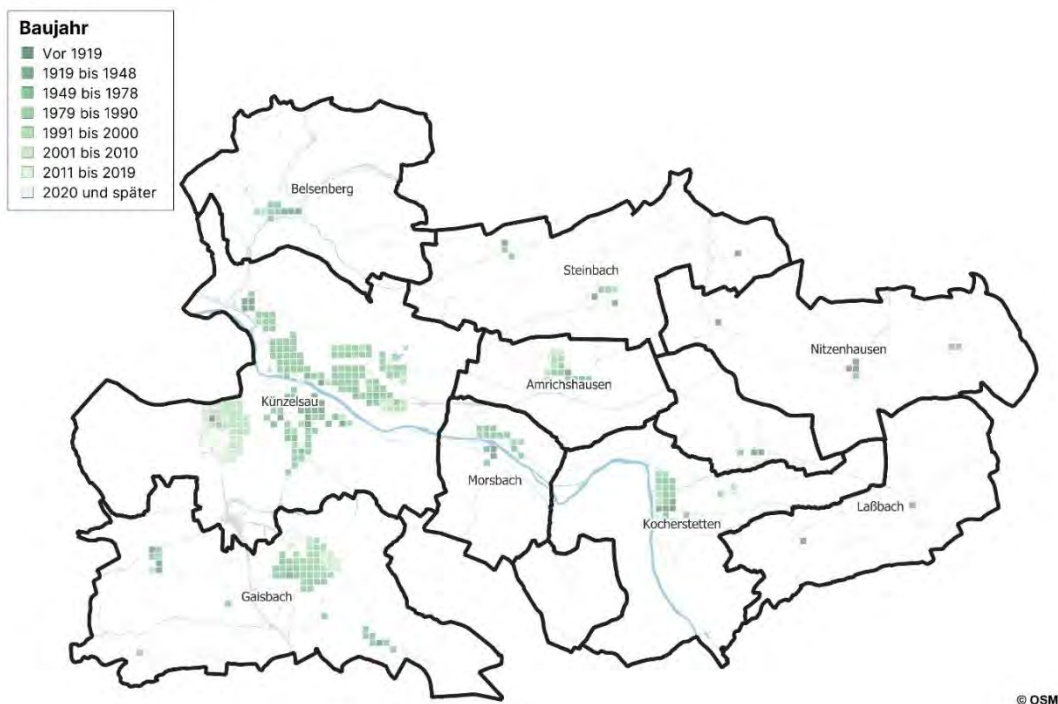 Baujahr
Vor 1919
1919 bis 1948
1949 bis 1978
1979 bis 1990
1991 bis 2000
2001 bis 2010
2011 bis 2019
2020 und später
Belsenberg
Steinbach
Nitzenhausen
Amrichshausen
Künzelsau
Morsbach
Laßbach
Kocherstetten
Gaisbach
© OSM